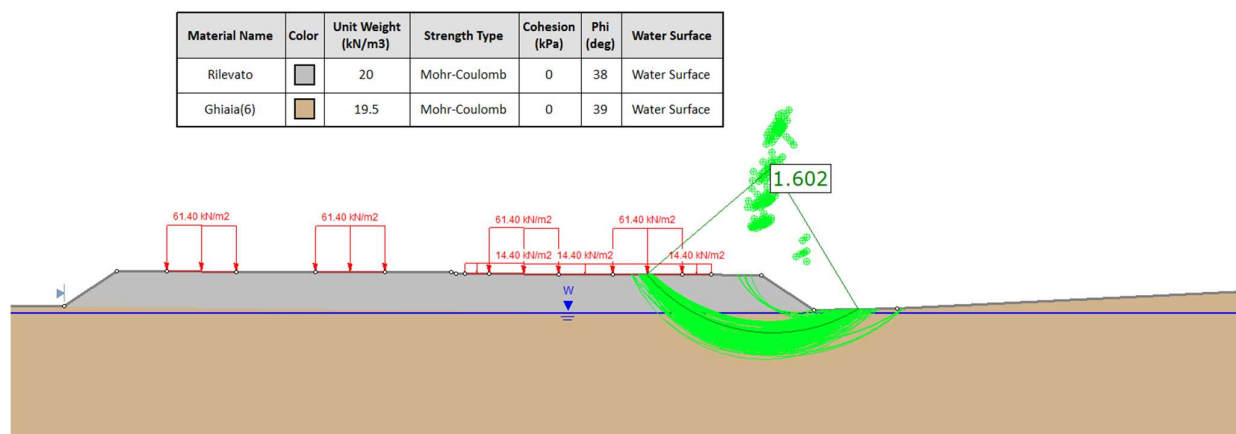 Material Name Color Unit Weight (kN/m3) Strength Type Cohesion (kPa) Phi (deg) Water Surface
Rilevato 20 Mohr-Coulomb 0 38 Water Surface
Ghiaia(6) 19.5 Mohr-Coulomb 0 39 Water Surface
1.602
61.40 kN/m2 61.40 kN/m2 61.40 kN/m2 61.40 kN/m2
14.40 kN/m2 14.40 kN/m2 14.40 kN/m2
W